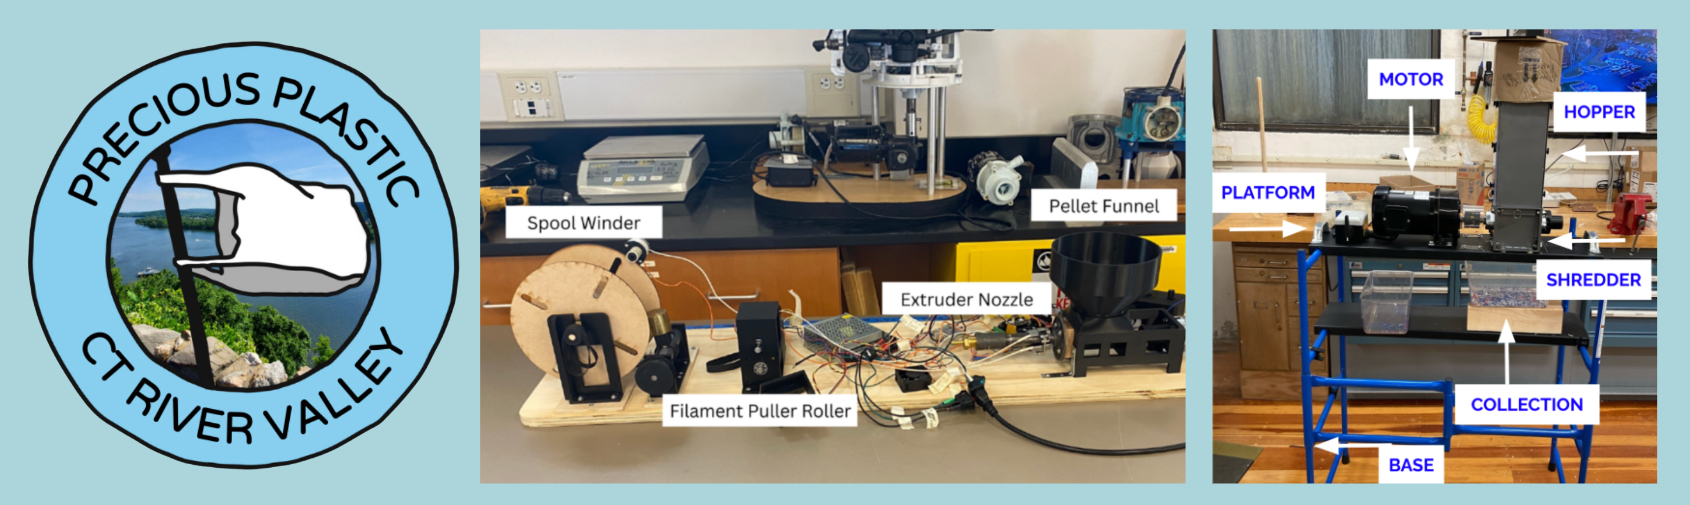 PRECIOUS PLASTIC
CT RIVER VALLEY
Spool Winder
Pellet Funnel
Extruder Nozzle
Filament Puller Roller
MOTOR
HOPPER
PLATFORM
SHREDDER
COLLECTION
BASE